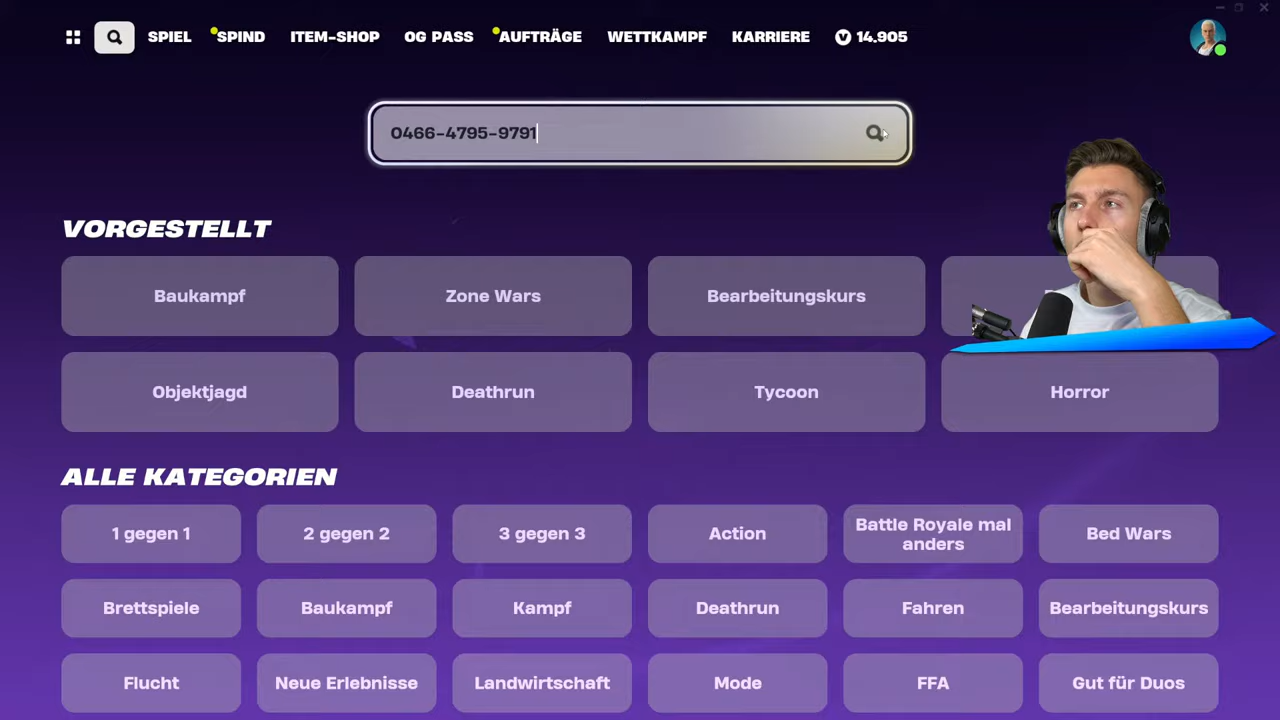 SPIEL SPIND ITEM-SHOP OG PASS AUFTRÄGE WETTKAMPF KARRIERE 14.905
0466-4795-9791
VORGESTELLT
Baukampf Zone Wars Bearbeitungskurs
Objektjagd Deathrun Tycoon Horror
ALLE KATEGORIEN
1 gegen 1 2 gegen 2 3 gegen 3 Action Battle Royale mal anders Bed Wars
Brettspiele Baukampf Kampf Deathrun Fahren Bearbeitungskurs
Flucht Neue Erlebnisse Landwirtschaft Mode FFA Gut für Duos